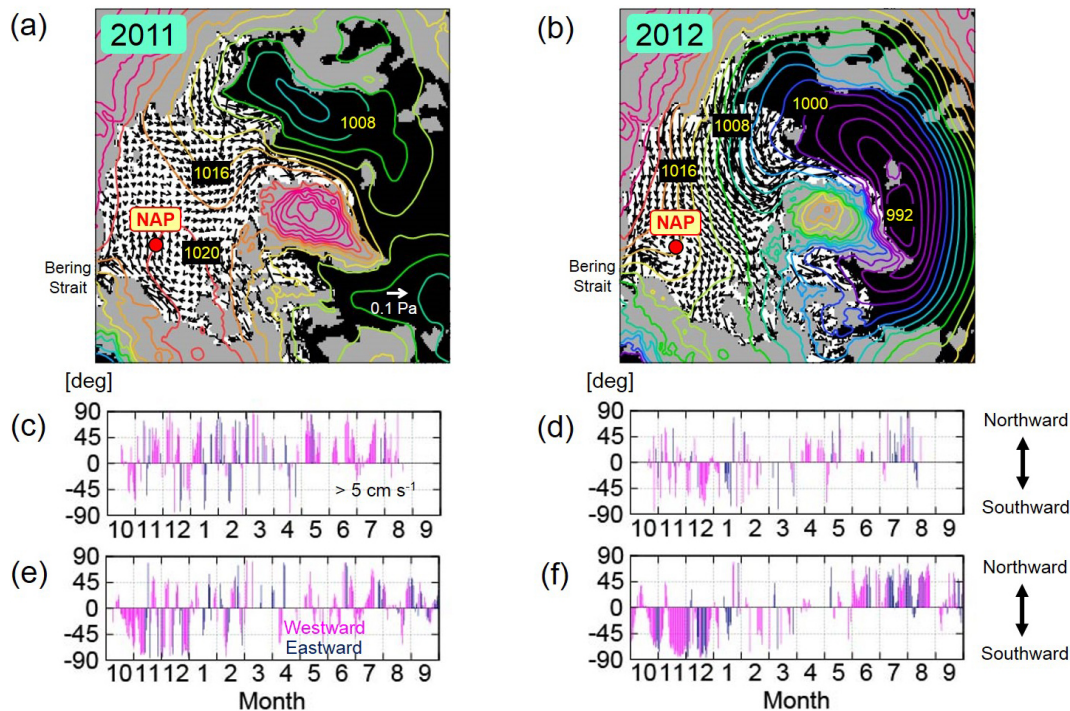 (a)
2011
1008
1016
NAP
1020
Bering
Strait
0.1 Pa
(b)
2012
1000
1008
1016
NAP
992
Bering
Strait
[deg]
[deg]
(c)
90
45
0
-45
-90
> 5 cm s-1
10 11 12 1 2 3 4 5 6 7 8 9
(d)
90
45
0
-45
-90
10 11 12 1 2 3 4 5 6 7 8 9
Northward
Southward
(e)
90
45
0
-45
-90
Westward
Eastward
10 11 12 1 2 3 4 5 6 7 8 9
Month
(f)
90
45
0
-45
-90
10 11 12 1 2 3 4 5 6 7 8 9
Month
Northward
Southward